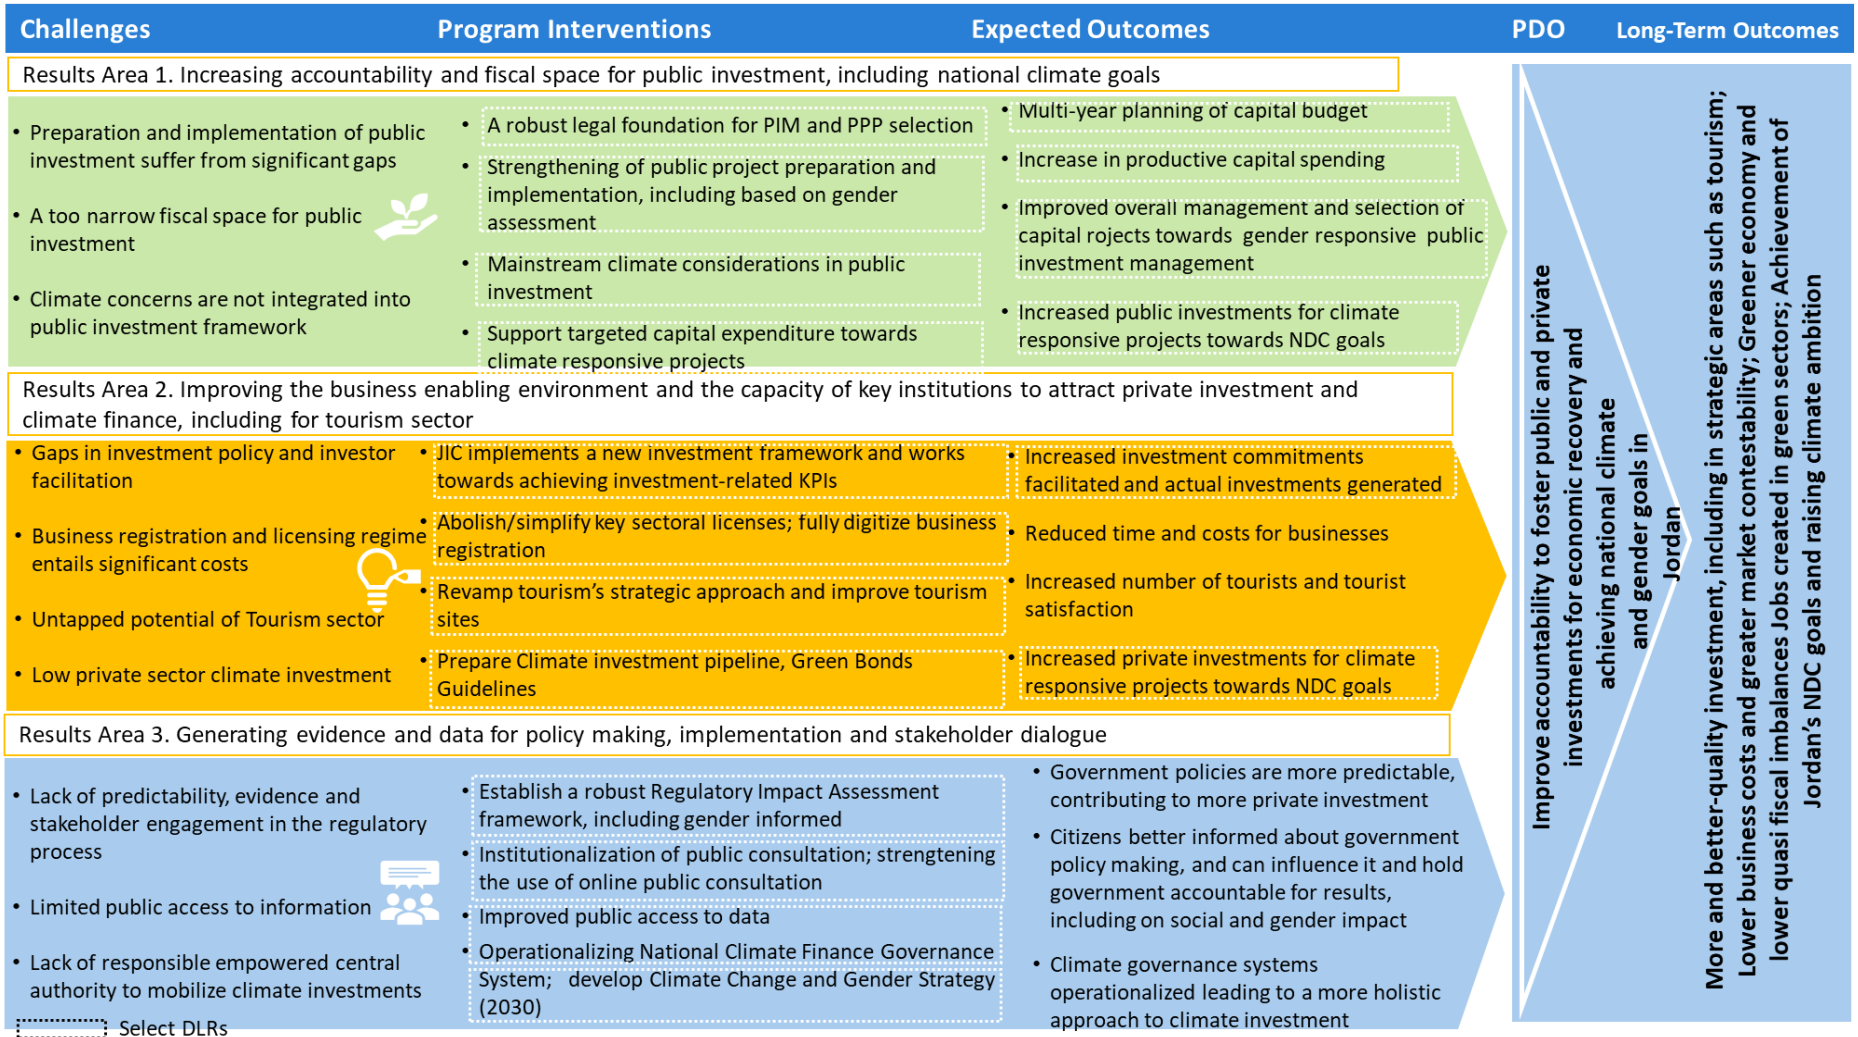 Challenges
Program Interventions
Expected Outcomes
PDO
Long-Term Outcomes
Results Area 1. Increasing accountability and fiscal space for public investment, including national climate goals
• Preparation and implementation of public
investment suffer from significant gaps
• A too narrow fiscal space for public
investment
• Climate concerns are not integrated into
public investment framework
• A robust legal foundation for PIM and PPP selection
• Strengthening of public project preparation and
implementation, including based on gender
assessment
• Mainstream climate considerations in public
investment
• Support targeted capital expenditure towards
climate responsive projects
• Multi-year planning of capital budget
• Increase in productive capital spending
• Improved overall management and selection of
capital rojects towards gender responsive public
investment management
• Increased public investments for climate
responsive projects towards NDC goals
Results Area 2. Improving the business enabling environment and the capacity of key institutions to attract private investment and
climate finance, including for tourism sector
• Gaps in investment policy and investor
facilitation
• Business registration and licensing regime
entails significant costs
• Untapped potential of Tourism sector
• Low private sector climate investment
• JIC implements a new investment framework and works
towards achieving investment-related KPIs
• Abolish/simplify key sectoral licenses; fully digitize business
registration
• Revamp tourism's strategic approach and improve tourism
sites
• Prepare Climate investment pipeline, Green Bonds
Guidelines
• Increased investment commitments
facilitated and actual investments generated
• Reduced time and costs for businesses
• Increased number of tourists and tourist
satisfaction
• Increased private investments for climate
responsive projects towards NDC goals
Results Area 3. Generating evidence and data for policy making, implementation and stakeholder dialogue
• Lack of predictability, evidence and
stakeholder engagement in the regulatory
process
• Limited public access to information
• Lack of responsible empowered central
authority to mobilize climate investments
• Establish a robust Regulatory Impact Assessment
framework, including gender informed
• Institutionalization of public consultation; strengtening
the use of online public consultation
• Improved public access to data
• Operationalizing National Climate Finance Governance
System; develop Climate Change and Gender Strategy
(2030)
• Government policies are more predictable,
contributing to more private investment
• Citizens better informed about government
policy making, and can influence it and hold
government accountable for results,
including on social and gender impact
• Climate governance systems
operationalized leading to a more holistic
approach to climate investment
Select DLRs
Improve accountability to foster public and private
investments for economic recovery and
achieving national climate
and gender goals in
Jordan
More and better-quality investment, including in strategic areas such as tourism;
Lower business costs and greater market contestability; Greener economy and
lower quasi fiscal imbalances Jobs created in green sectors; Achievement of
Jordan's NDC goals and raising climate ambition